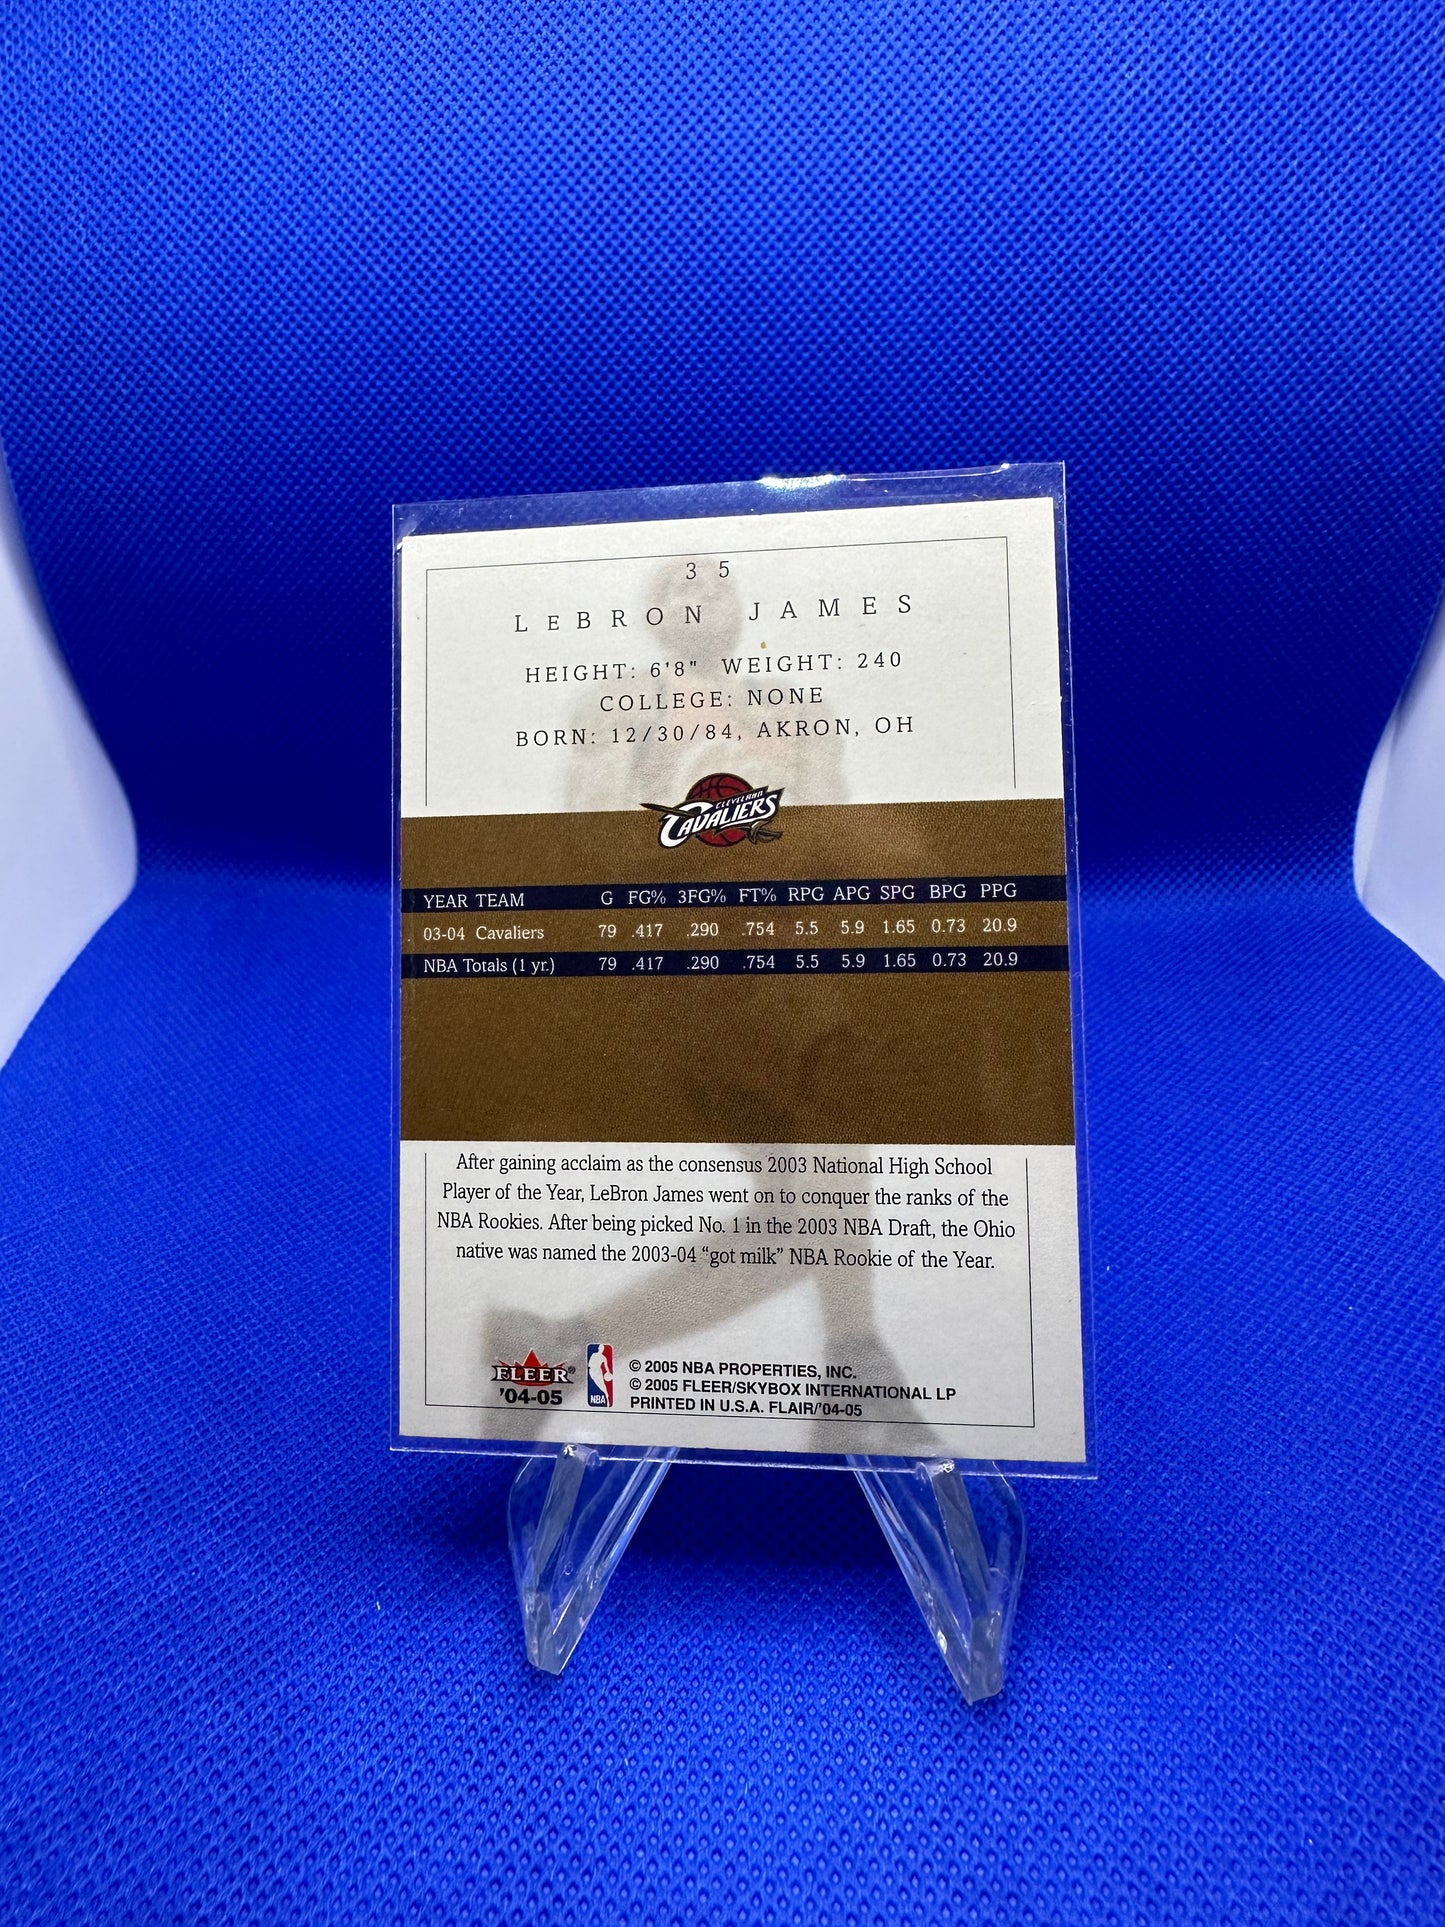 35
LEBRON JAMES
HEIGHT: 6'8" WEIGHT: 240
COLLEGE: NONE
BORN: 12/30/84, AKRON, OH
CLEVELAND
CAVALIERS
YEAR TEAM G FG% 3FG% FT% RPG APG SPG BPG PPG
03-04 Cavaliers 79 .417 .290 .754 5.5 5.9 1.65 0.73 20.9
NBA Totals (1 yr.) 79 .417 .290 .754 5.5 5.9 1.65 0.73 20.9
After gaining acclaim as the consensus 2003 National High School
Player of the Year, LeBron James went on to conquer the ranks of the
NBA Rookies. After being picked No. 1 in the 2003 NBA Draft, the Ohio
native was named the 2003-04 “got milk” NBA Rookie of the Year.
FLEER®
'04-05
NBA
© 2005 NBA PROPERTIES, INC.
© 2005 FLEER/SKYBOX INTERNATIONAL LP
PRINTED IN U.S.A. FLAIR/'04-05